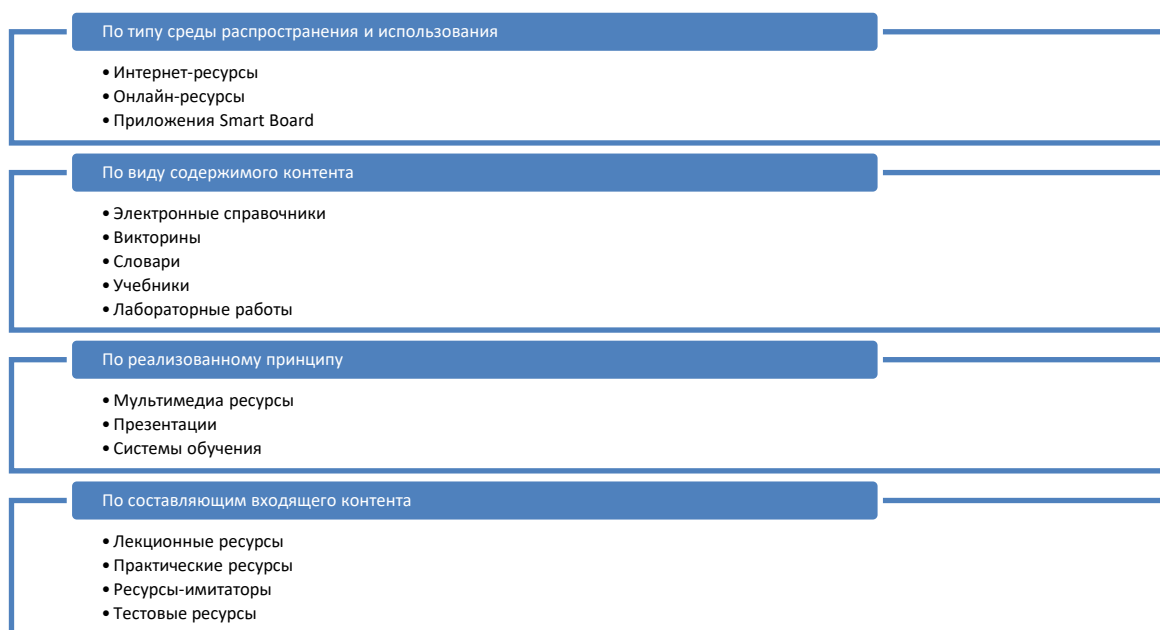 По типу среды распространения и использования
• Интернет-ресурсы
• Онлайн-ресурсы
• Приложения Smart Board
По виду содержимого контента
• Электронные справочники
• Викторины
• Словари
• Учебники
• Лабораторные работы
По реализованному принципу
• Мультимедиа ресурсы
• Презентации
• Системы обучения
По составляющим входящего контента
• Лекционные ресурсы
• Практические ресурсы
• Ресурсы-имитаторы
• Тестовые ресурсы